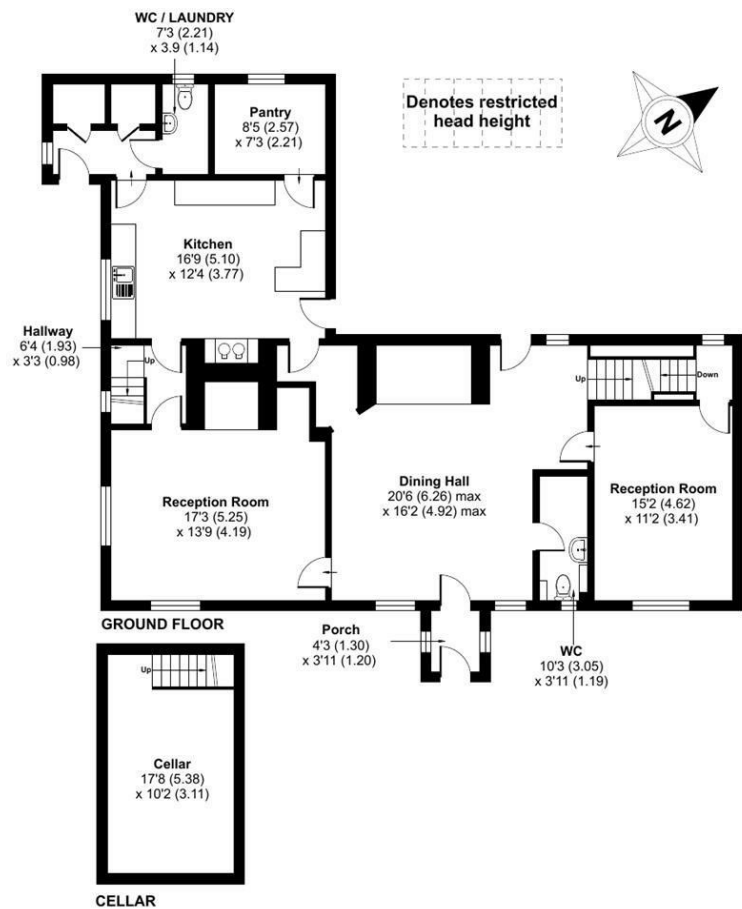 WC / LAUNDRY
7'3 (2.21)
x 3.9 (1.14)
Pantry
8'5 (2.57)
x 7'3 (2.21)
Denotes restricted
head height
N
Kitchen
16'9 (5.10)
x 12'4 (3.77)
Hallway
6'4 (1.93)
x 3'3 (0.98)
Up
Up
Down
Dining Hall
20'6 (6.26) max
x 16'2 (4.92) max
Reception Room
17'3 (5.25)
x 13'9 (4.19)
Reception Room
15'2 (4.62)
x 11'2 (3.41)
GROUND FLOOR
Porch
4'3 (1.30)
x 3'11 (1.20)
WC
10'3 (3.05)
x 3'11 (1.19)
Up
Cellar
17'8 (5.38)
x 10'2 (3.11)
CELLAR